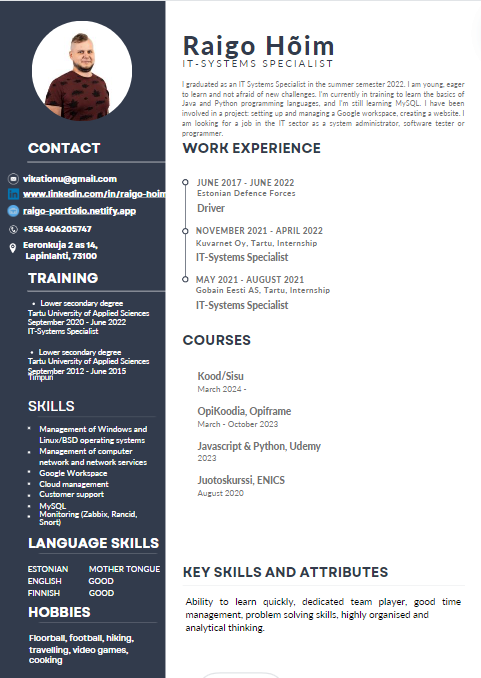 Raigo Hõim
IT-SYSTEMS SPECIALIST
I graduated as an IT Systems Specialist in the summer semester 2022. I am young, eager
to learn and not afraid of new challenges. I'm currently in training to learn the basics of
Java and Python programming languages, and I'm still learning MySQL. I have been
involved in a project: setting up and managing a Google workspace, creating a website. I
am looking for a job in the IT sector as a system administrator, software tester or
programmer.
CONTACT
vikationu@gmail.com
www.linkedin.com/in/raigo-hoim
raigo-portfolio.netlify.app
+358 406205747
Eeronkuja 2 as 14,
Lapinlahti, 73100
TRAINING
Lower secondary degree
Tartu University of Applied Sciences
September 2020 - June 2022
IT-Systems Specialist
Lower secondary degree
Tartu University of Applied Sciences
September 2012 - June 2015
Timpuri
SKILLS
Management of Windows and
Linux/BSD operating systems
Management of computer
network and network services
Google Workspace
Cloud management
Customer support
MySQL
Monitoring (Zabbix, Rancid,
Snort)
LANGUAGE SKILLS
ESTONIAN MOTHER TONGUE
ENGLISH GOOD
FINNISH GOOD
HOBBIES
Floorball, football, hiking,
travelling, video games,
cooking
WORK EXPERIENCE
JUNE 2017 - JUNE 2022
Estonian Defence Forces
Driver
NOVEMBER 2021 - APRIL 2022
Kuvarnet Oy, Tartu, Internship
IT-Systems Specialist
MAY 2021 - AUGUST 2021
Gobain Eesti AS, Tartu, Internship
IT-Systems Specialist
COURSES
Kood/Sisu
March 2024 -
OpiKoodia, Opiframe
March - October 2023
Javascript & Python, Udemy
2023
Juotoskurssi, ENICS
August 2020
KEY SKILLS AND ATTRIBUTES
Ability to learn quickly, dedicated team player, good time
management, problem solving skills, highly organised and
analytical thinking.